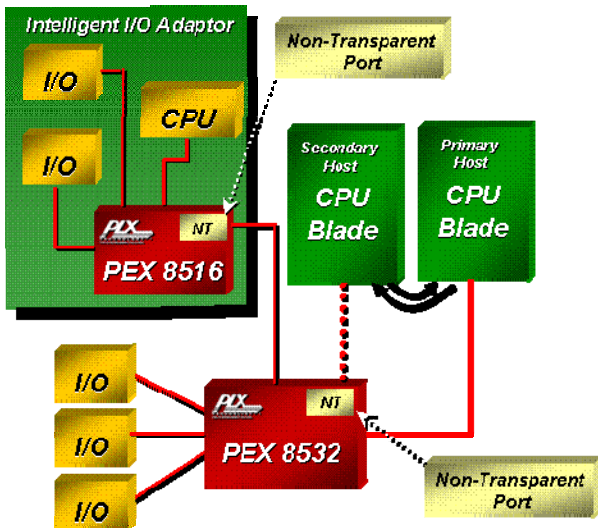 Intelligent I/O Adaptor
Non-Transparent
Port
I/O
CPU
I/O
Secondary
Host
CPU
Blade
Primary
Host
CPU
Blade
PLX
NT
PEX 8516
I/O
I/O
I/O
PLX
NT
PEX 8532
Non-Transparent
Port